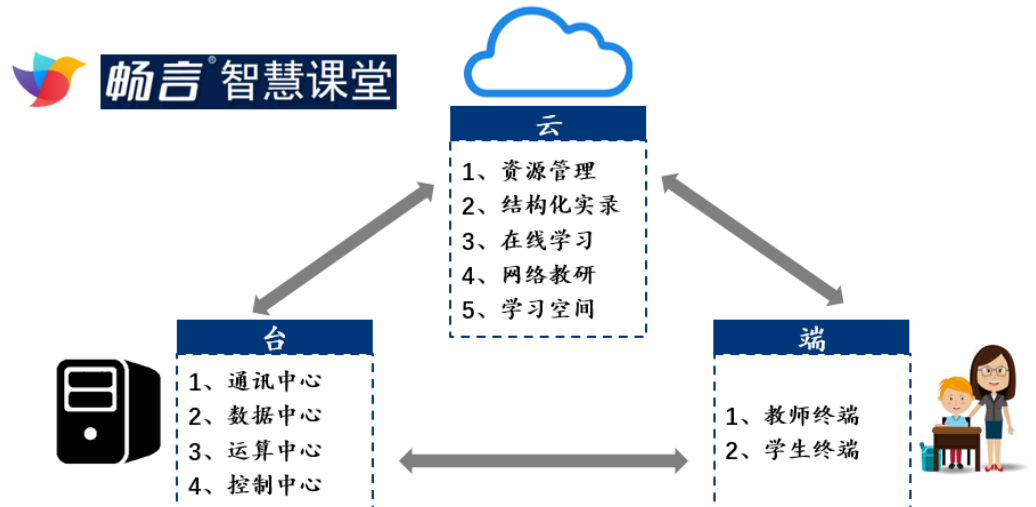 畅言®智慧课堂
云
1、资源管理
2、结构化实录
3、在线学习
4、网络教研
5、学习空间
台
1、通讯中心
2、数据中心
3、运算中心
4、控制中心
端
1、教师终端
2、学生终端